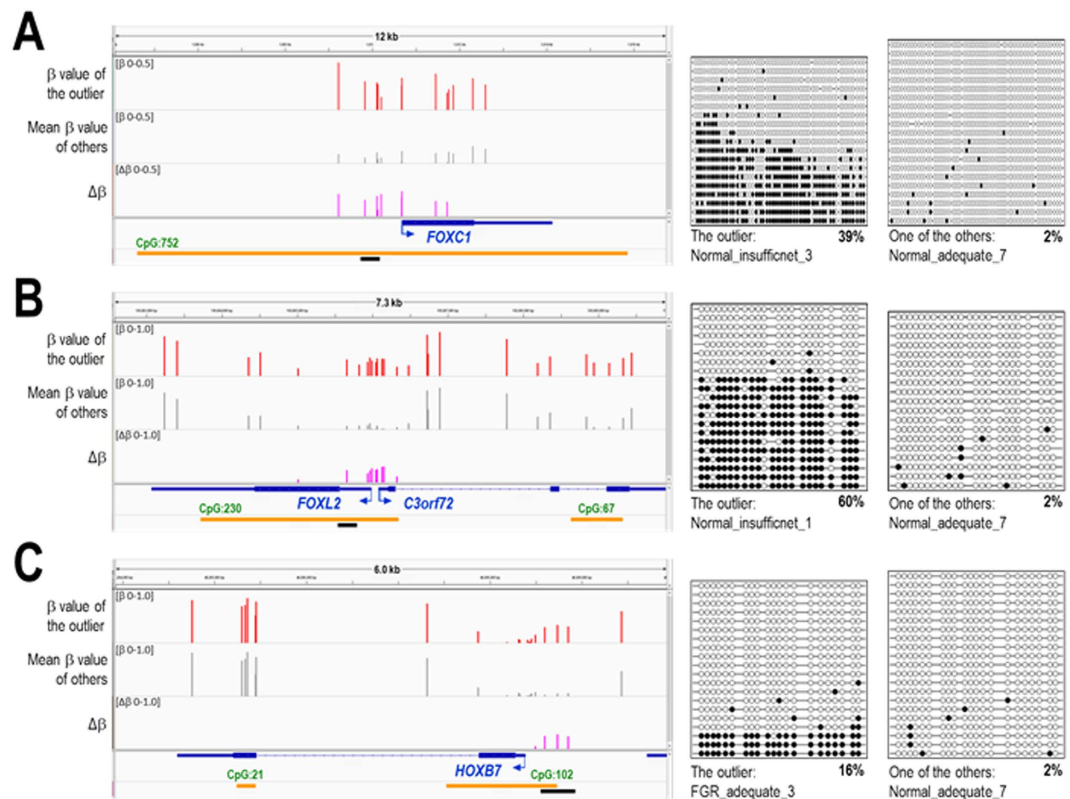 A
12 kb
[β 0-0.5]
β value of
the outlier
[β 0-0.5]
Mean β value
of others
[Δβ 0-0.5]
Δβ
FOXC1
CpG:752
The outlier: 39%
Normal_insufficnet_3
One of the others: 2%
Normal_adequate_7
B
7.3 kb
[β 0-1.0]
β value of
the outlier
[β 0-1.0]
Mean β value
of others
[Δβ 0-1.0]
Δβ
FOXL2 C3orf72
CpG:230 CpG:67
The outlier: 60%
Normal_insufficnet_1
One of the others: 2%
Normal_adequate_7
C
6.0 kb
[β 0-1.0]
β value of
the outlier
[β 0-1.0]
Mean β value
of others
[Δβ 0-1.0]
Δβ
HOXB7
CpG:21 CpG:102
The outlier: 16%
FGR_adequate_3
One of the others: 2%
Normal_adequate_7